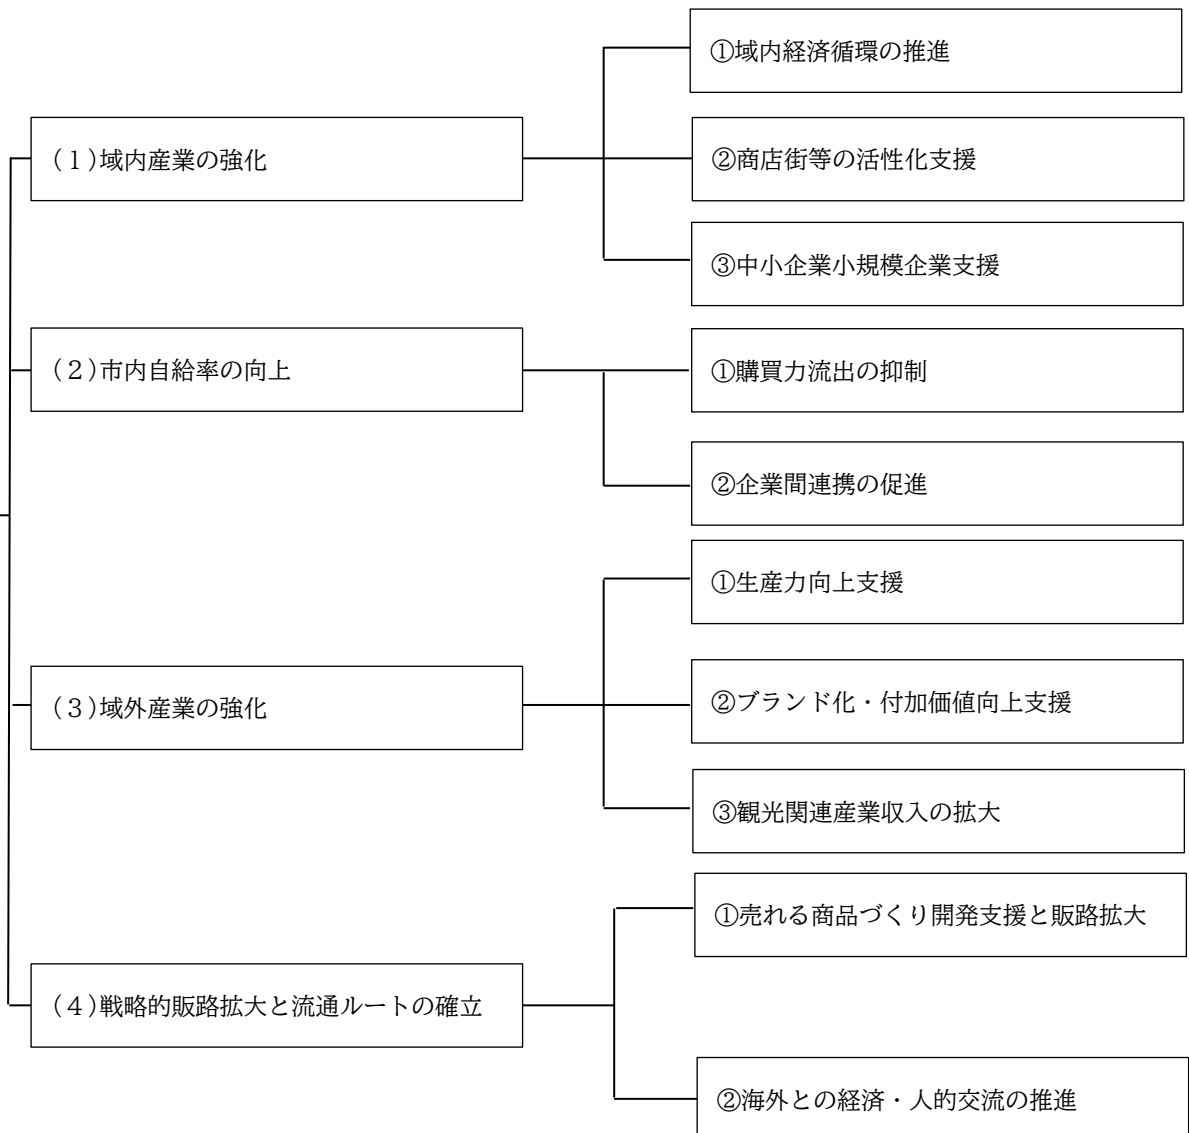 (１)域内産業の強化
①域内経済循環の推進
②商店街等の活性化支援
③中小企業小規模企業支援
(２)市内自給率の向上
①購買力流出の抑制
②企業間連携の促進
(３)域外産業の強化
①生産力向上支援
②ブランド化・付加価値向上支援
③観光関連産業収入の拡大
(４)戦略的販路拡大と流通ルートの確立
①売れる商品づくり開発支援と販路拡大
②海外との経済・人的交流の推進